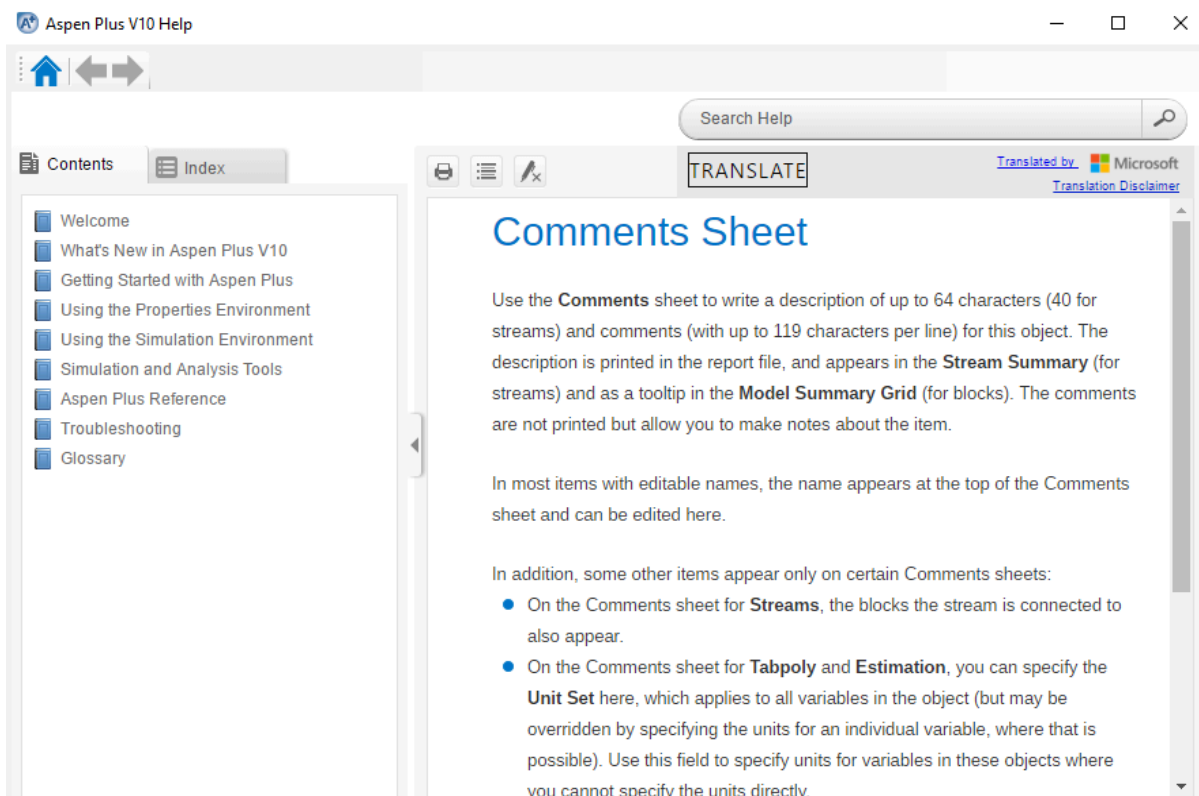 Aspen Plus V10 Help
Search Help
Contents
Index
TRANSLATE
Translated by Microsoft
Translation Disclaimer
Welcome
What's New in Aspen Plus V10
Getting Started with Aspen Plus
Using the Properties Environment
Using the Simulation Environment
Simulation and Analysis Tools
Aspen Plus Reference
Troubleshooting
Glossary
Comments Sheet
Use the Comments sheet to write a description of up to 64 characters (40 for
streams) and comments (with up to 119 characters per line) for this object. The
description is printed in the report file, and appears in the Stream Summary (for
streams) and as a tooltip in the Model Summary Grid (for blocks). The comments
are not printed but allow you to make notes about the item.
In most items with editable names, the name appears at the top of the Comments
sheet and can be edited here.
In addition, some other items appear only on certain Comments sheets:
On the Comments sheet for Streams, the blocks the stream is connected to
also appear.
On the Comments sheet for Tabpoly and Estimation, you can specify the
Unit Set here, which applies to all variables in the object (but may be
overridden by specifying the units for an individual variable, where that is
possible). Use this field to specify units for variables in these objects where
you cannot specify the units directly.